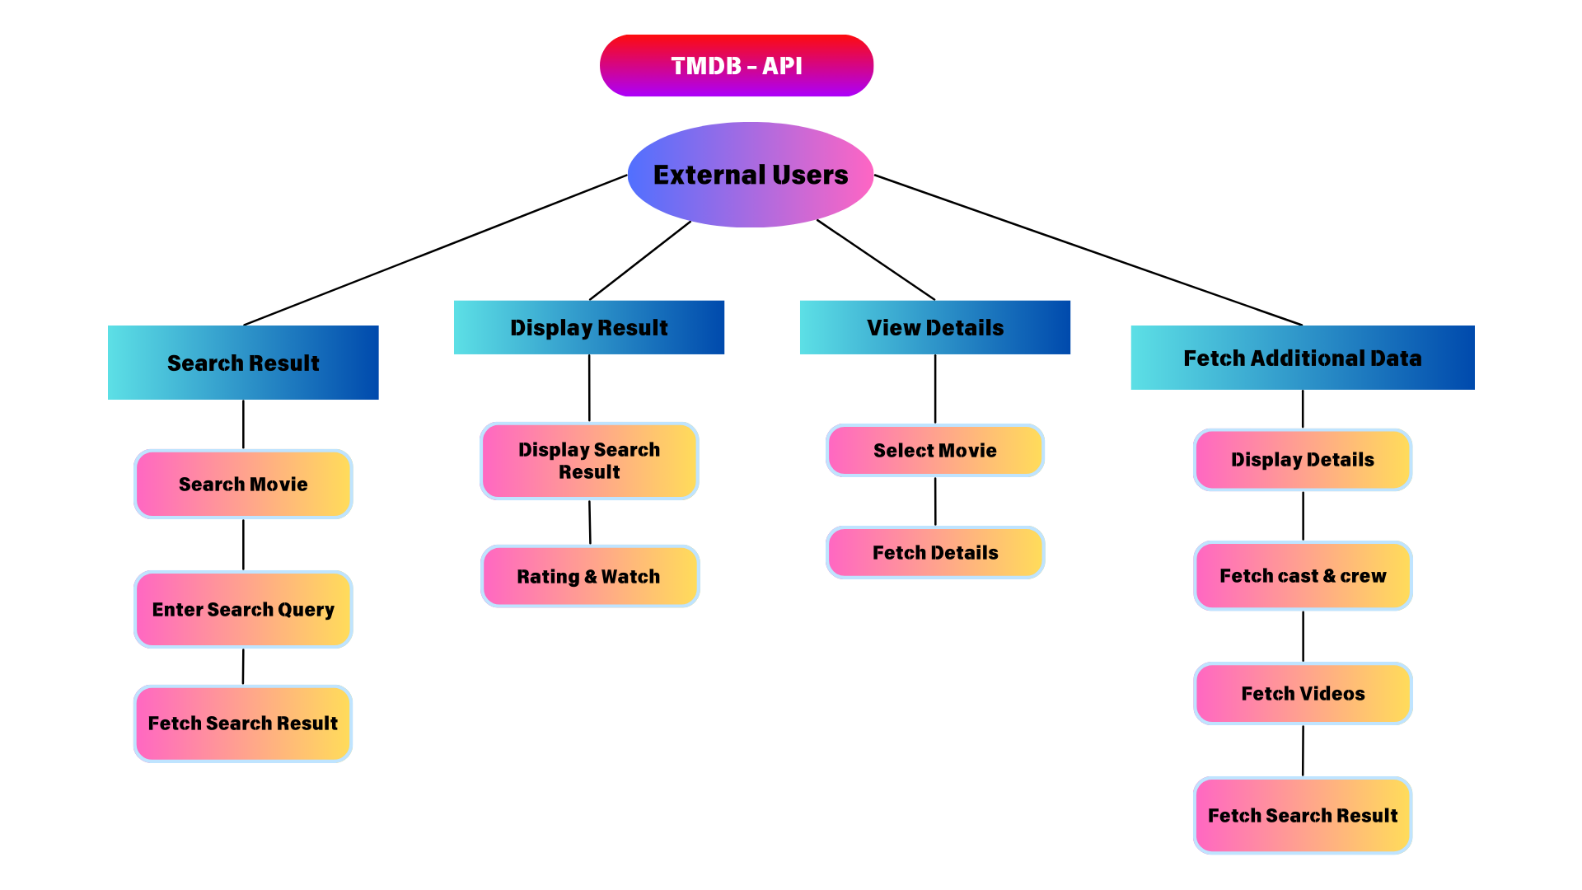 TMDB – API
External Users
Search Result
Search Movie
Enter Search Query
Fetch Search Result
Display Result
Display Search
Result
Rating & Watch
View Details
Select Movie
Fetch Details
Fetch Additional Data
Display Details
Fetch cast & crew
Fetch Videos
Fetch Search Result